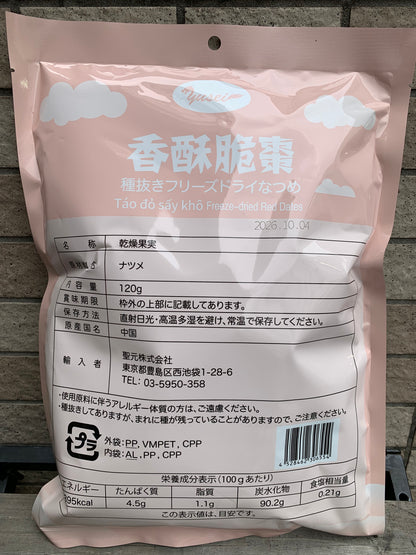 Yusei
香酥脆棗
種抜きフリーズドライなつめ
Táo đỏ sấy khô Freeze-dried Red Dates
2026.10.04
名 称 乾燥果実
ナツメ
内 容 量 120g
賞味期限 枠外の上部に記載してあります。
保存方法 直射日光・高温多湿を避け、常温で保存してください。
原産国名 中国
輸 入 者 聖元株式会社
東京都豊島区西池袋1-28-6
TEL: 03-5950-358
・使用原料に伴うアレルギー体質の方は、ご遠慮ください。
・種抜きしてありますが、まれに種が残っていることがありますので、ご注意ください。
プラ
外袋: PP, VMPET, CPP
内袋: AL, PP, CPP
栄養成分表示 (100gあたり)
エネルギー たんぱく質 脂質 炭水化物 食塩相当量
395kcal 4.5g 1.1g 90.2g 0.21g
この表示値は、目安です。